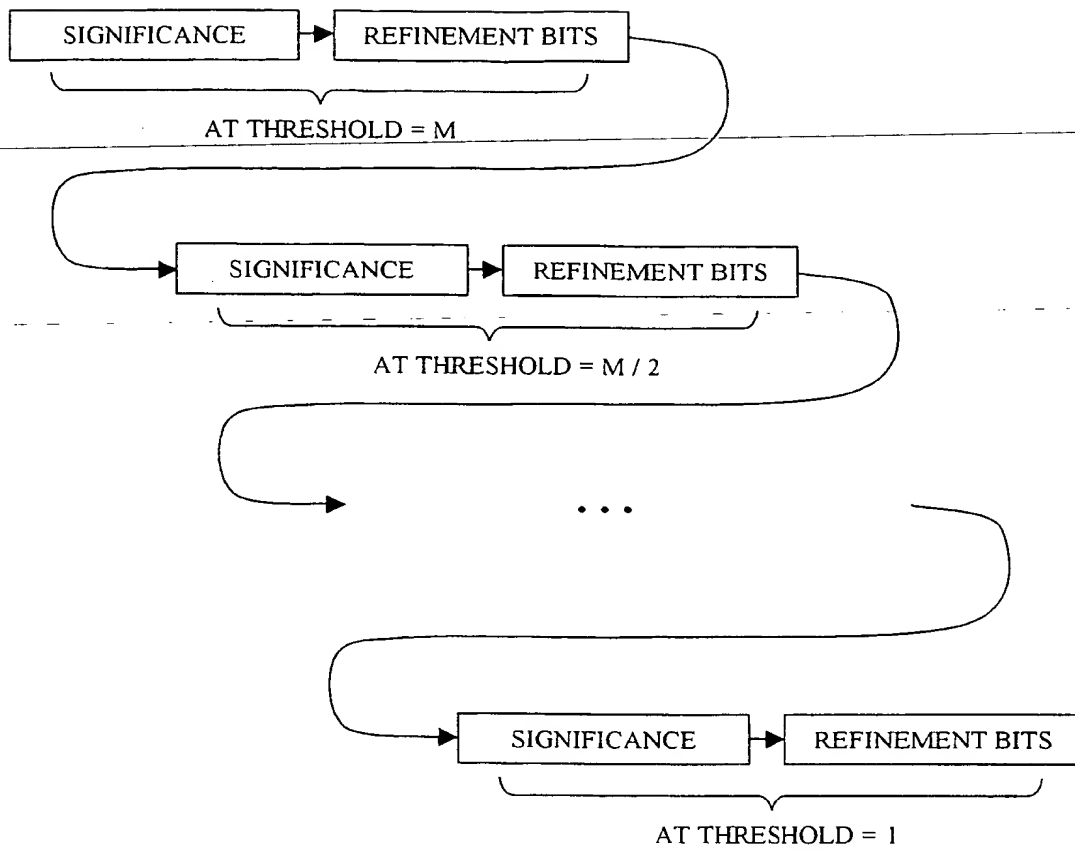 SIGNIFICANCE REFINEMENT BITS
AT THRESHOLD = M
SIGNIFICANCE REFINEMENT BITS
AT THRESHOLD = M / 2
...
SIGNIFICANCE REFINEMENT BITS
AT THRESHOLD = 1